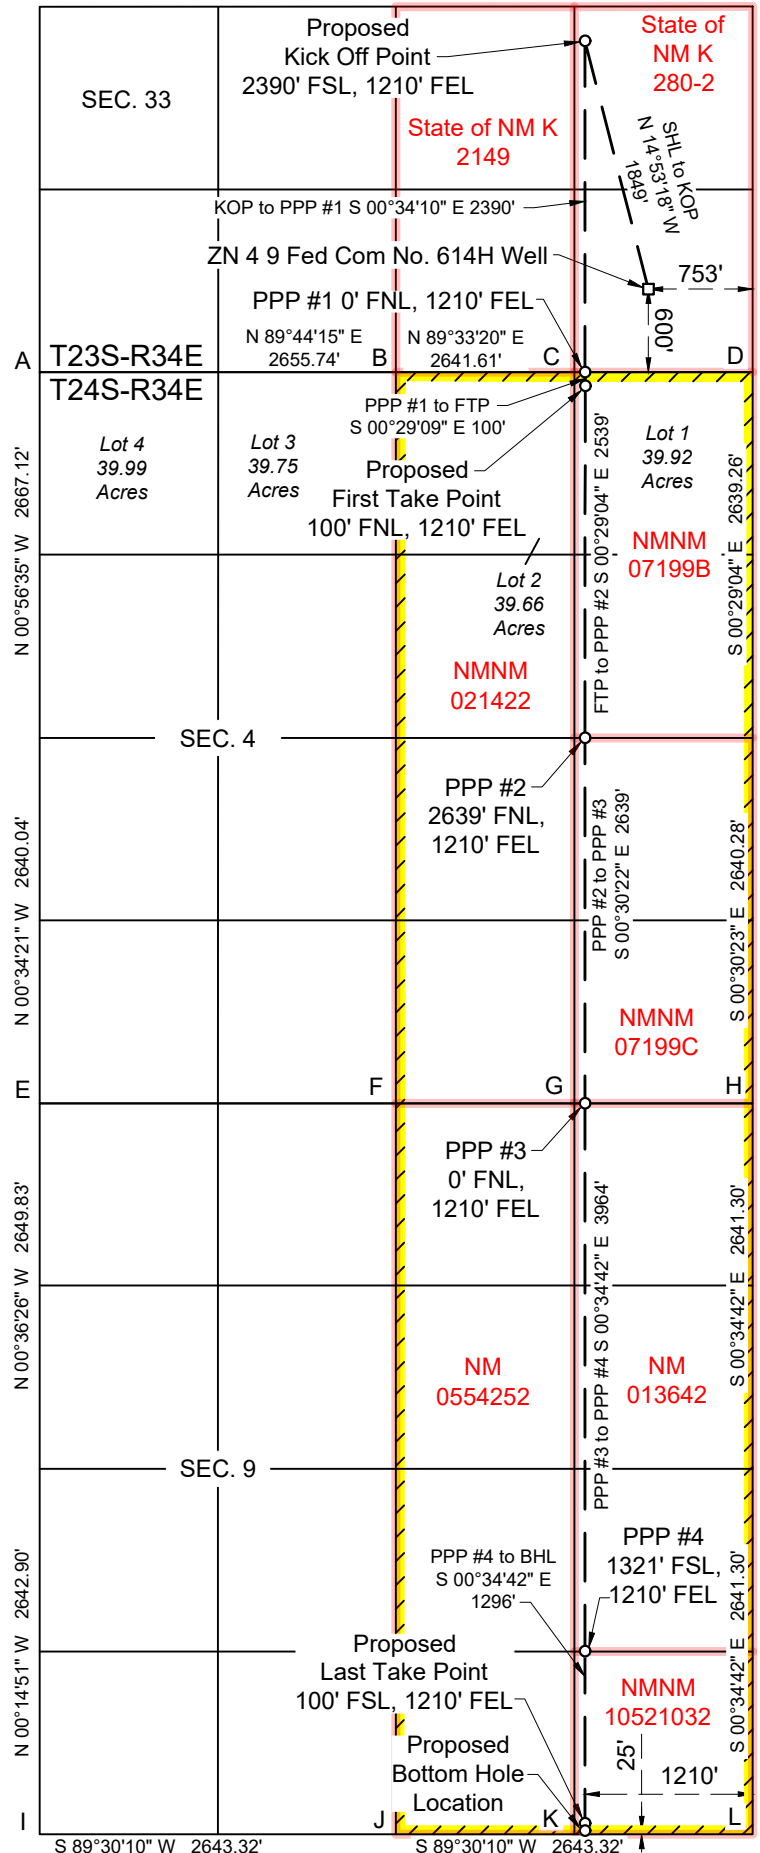 Proposed
Kick Off Point
2390' FSL, 1210' FEL
State of
NM K
280-2
SEC. 33
State of NM K
2149
SHL to KOP
N 14°53'18" W
1849'
KOP to PPP #1 S 00°34'10" E 2390'
ZN 4 9 Fed Com No. 614H Well
753'
600'
PPP #1 0' FNL, 1210' FEL
N 89°44'15" E
2655.74'
N 89°33'20" E
2641.61'
A
B
C
D
T23S-R34E
T24S-R34E
PPP #1 to FTP
S 00°29'09" E 100'
Lot 4
39.99
Acres
Lot 3
39.75
Acres
Lot 1
39.92
Acres
Proposed
First Take Point
100' FNL, 1210' FEL
N 00°56'35" W 2667.12'
FTP to PPP #2 S 00°29'04" E 2539'
S 00°29'04" E 2639.26'
NMNM
07199B
Lot 2
39.66
Acres
NMNM
021422
SEC. 4
PPP #2
2639' FNL,
1210' FEL
N 00°34'21" W 2640.04'
PPP #2 to PPP #3
S 00°30'22" E 2639'
S 00°30'23" E 2640.28'
NMNM
07199C
E
F
G
H
PPP #3
0' FNL,
1210' FEL
N 00°36'26" W 2649.83'
PPP #3 to PPP #4 S 00°34'42" E 3964'
S 00°34'42" E 2641.30'
NM
0554252
NM
013642
SEC. 9
PPP #4
1321' FSL,
1210' FEL
PPP #4 to BHL
S 00°34'42" E
1296'
N 00°14'51" W 2642.90'
S 00°34'42" E 2641.30'
Proposed
Last Take Point
100' FSL, 1210' FEL
NMNM
10521032
Proposed
Bottom Hole
Location
25'
1210'
I
J
K
L
S 89°30'10" W 2643.32'
S 89°30'10" W 2643.32'